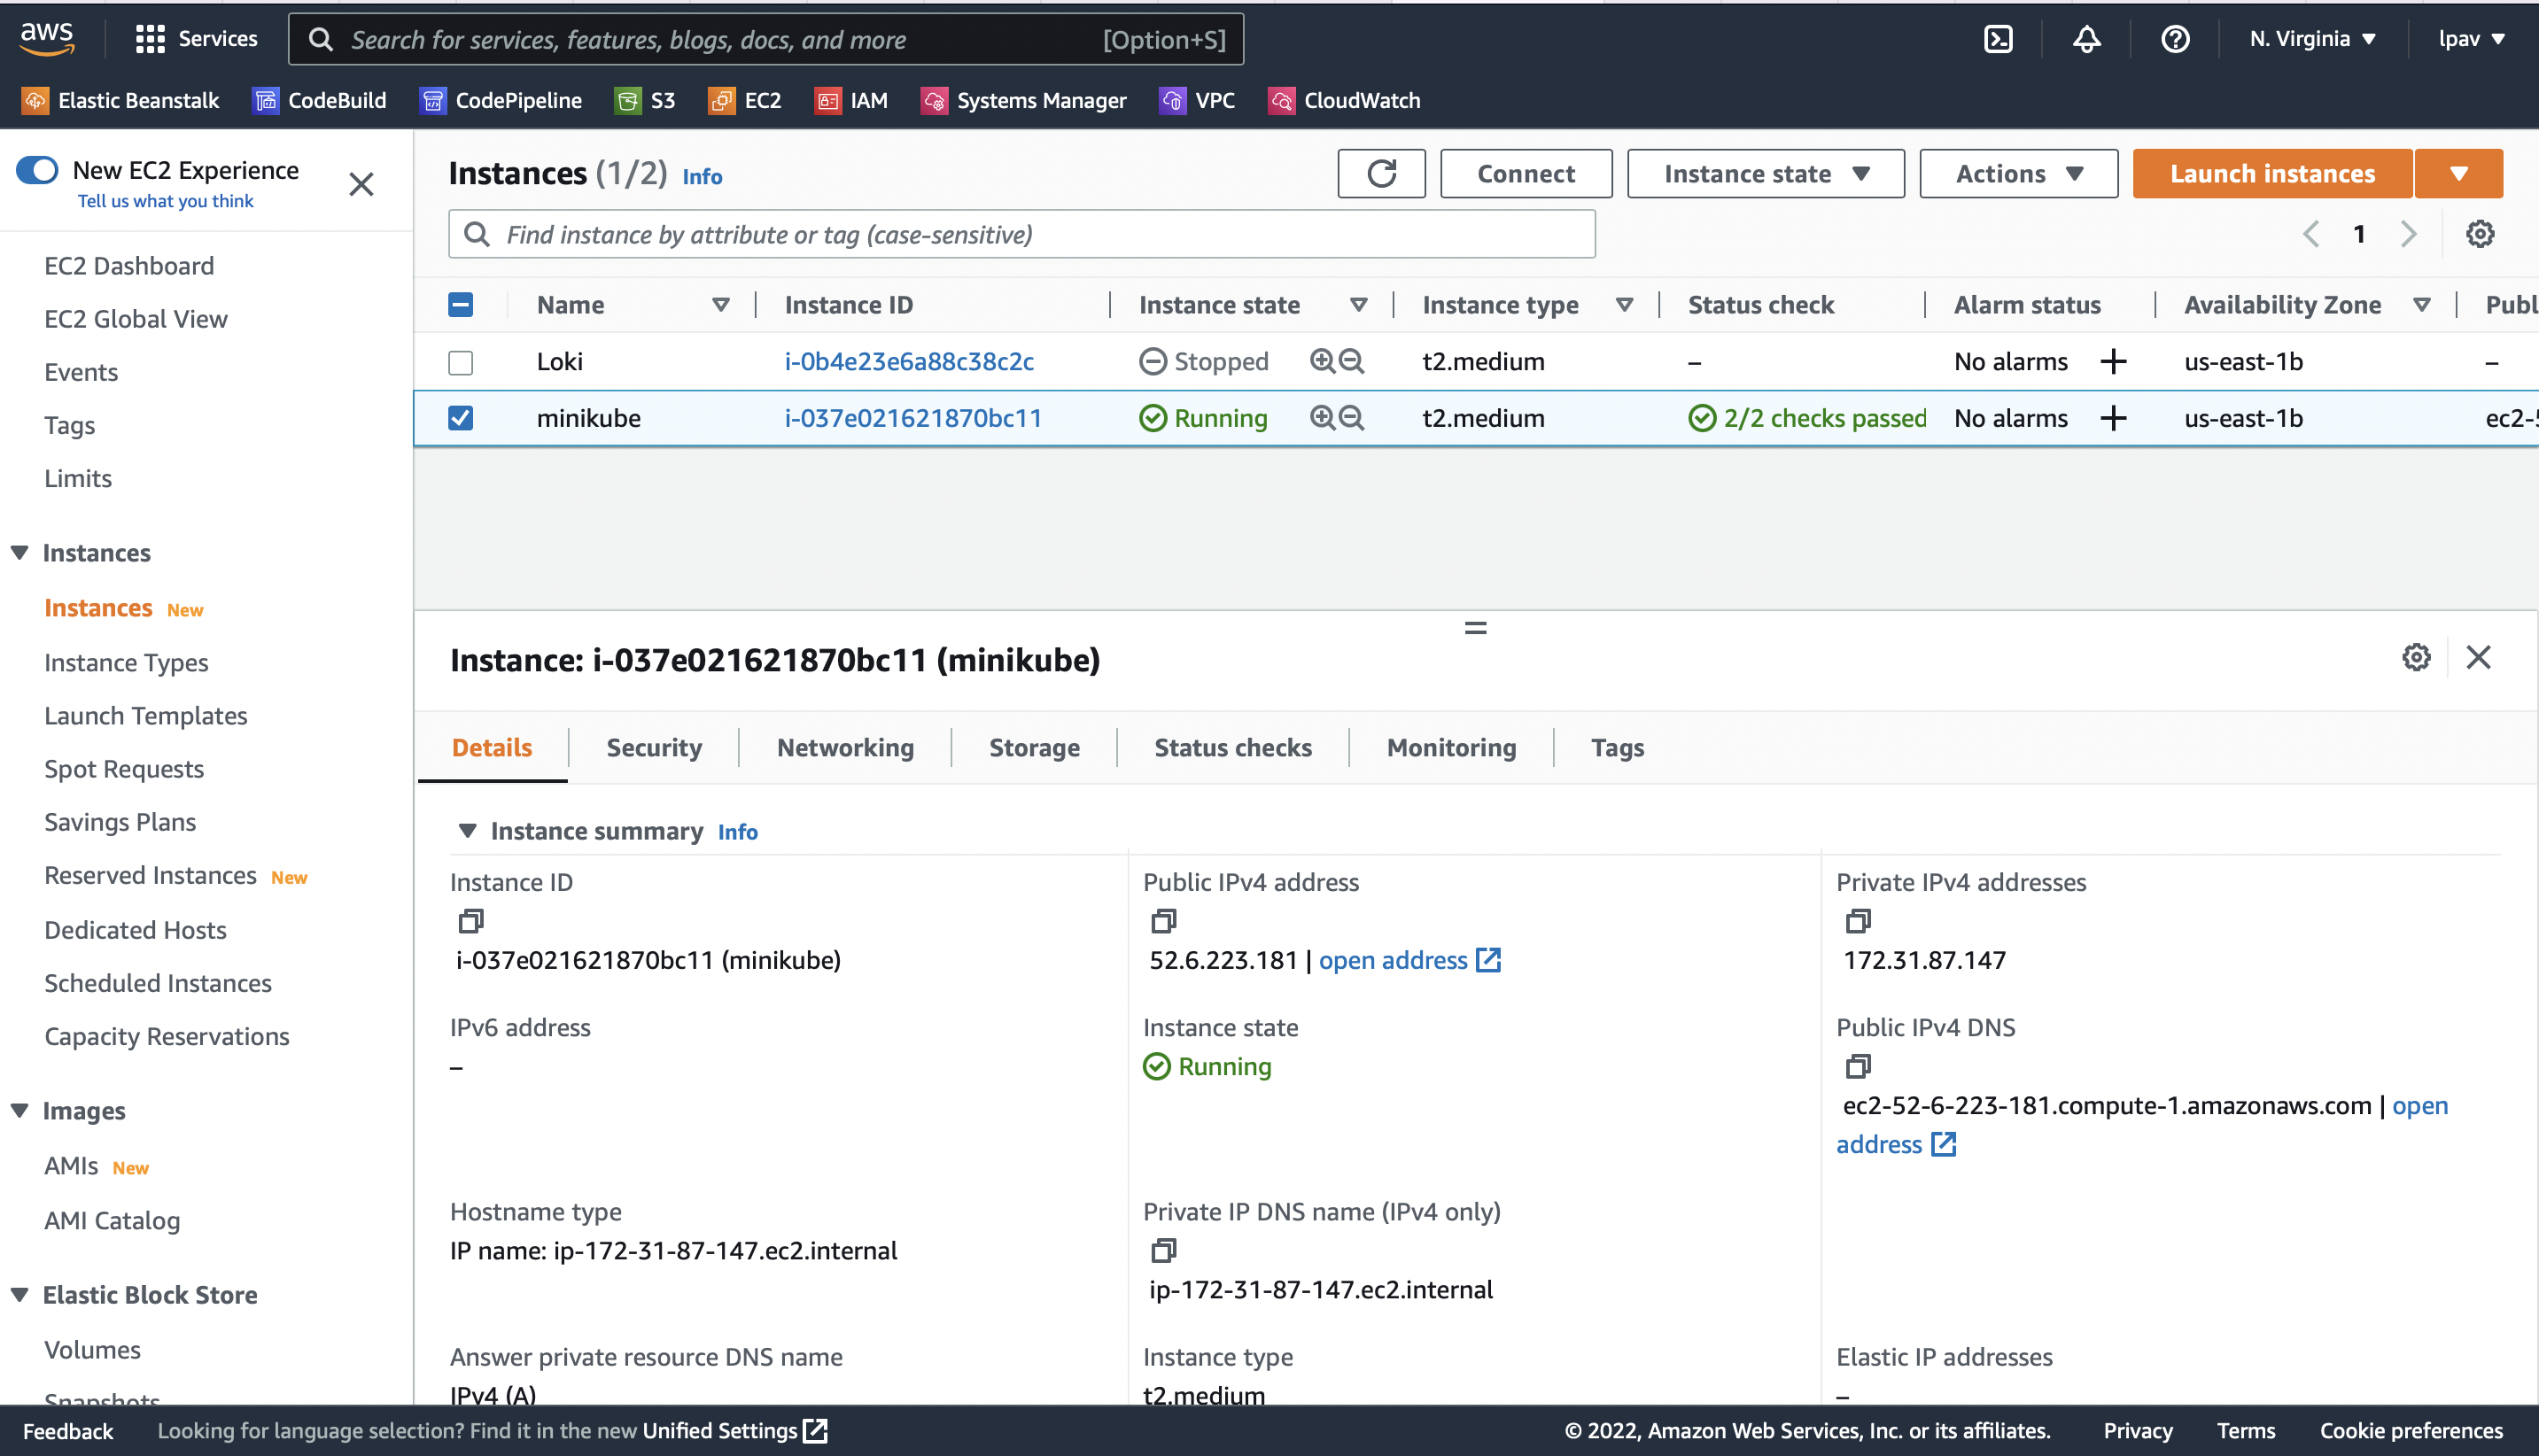 aws
Services
Search for services, features, blogs, docs, and more [Option+S]
N. Virginia
lpav
Elastic Beanstalk CodeBuild CodePipeline S3 EC2 IAM Systems Manager VPC CloudWatch
New EC2 Experience
Tell us what you think
EC2 Dashboard
EC2 Global View
Events
Tags
Limits
Instances
Instances New
Instance Types
Launch Templates
Spot Requests
Savings Plans
Reserved Instances New
Dedicated Hosts
Scheduled Instances
Capacity Reservations
Images
AMIs New
AMI Catalog
Elastic Block Store
Volumes
Snapshots
Instances (1/2) Info
Connect Instance state Actions Launch instances
Find instance by attribute or tag (case-sensitive)
1
Name Instance ID Instance state Instance type Status check Alarm status Availability Zone Publ
Loki i-0b4e23e6a88c38c2c Stopped t2.medium – No alarms + us-east-1b –
minikube i-037e021621870bc11 Running t2.medium 2/2 checks passed No alarms + us-east-1b ec2-5
Instance: i-037e021621870bc11 (minikube)
Details Security Networking Storage Status checks Monitoring Tags
Instance summary Info
Instance ID
i-037e021621870bc11 (minikube)
Public IPv4 address
52.6.223.181 | open address
Private IPv4 addresses
172.31.87.147
IPv6 address
–
Instance state
Running
Public IPv4 DNS
ec2-52-6-223-181.compute-1.amazonaws.com | open
address
Hostname type
IP name: ip-172-31-87-147.ec2.internal
Private IP DNS name (IPv4 only)
ip-172-31-87-147.ec2.internal
Answer private resource DNS name
IPv4 (A)
Instance type
t2.medium
Elastic IP addresses
–
Feedback Looking for language selection? Find it in the new Unified Settings
© 2022, Amazon Web Services, Inc. or its affiliates. Privacy Terms Cookie preferences